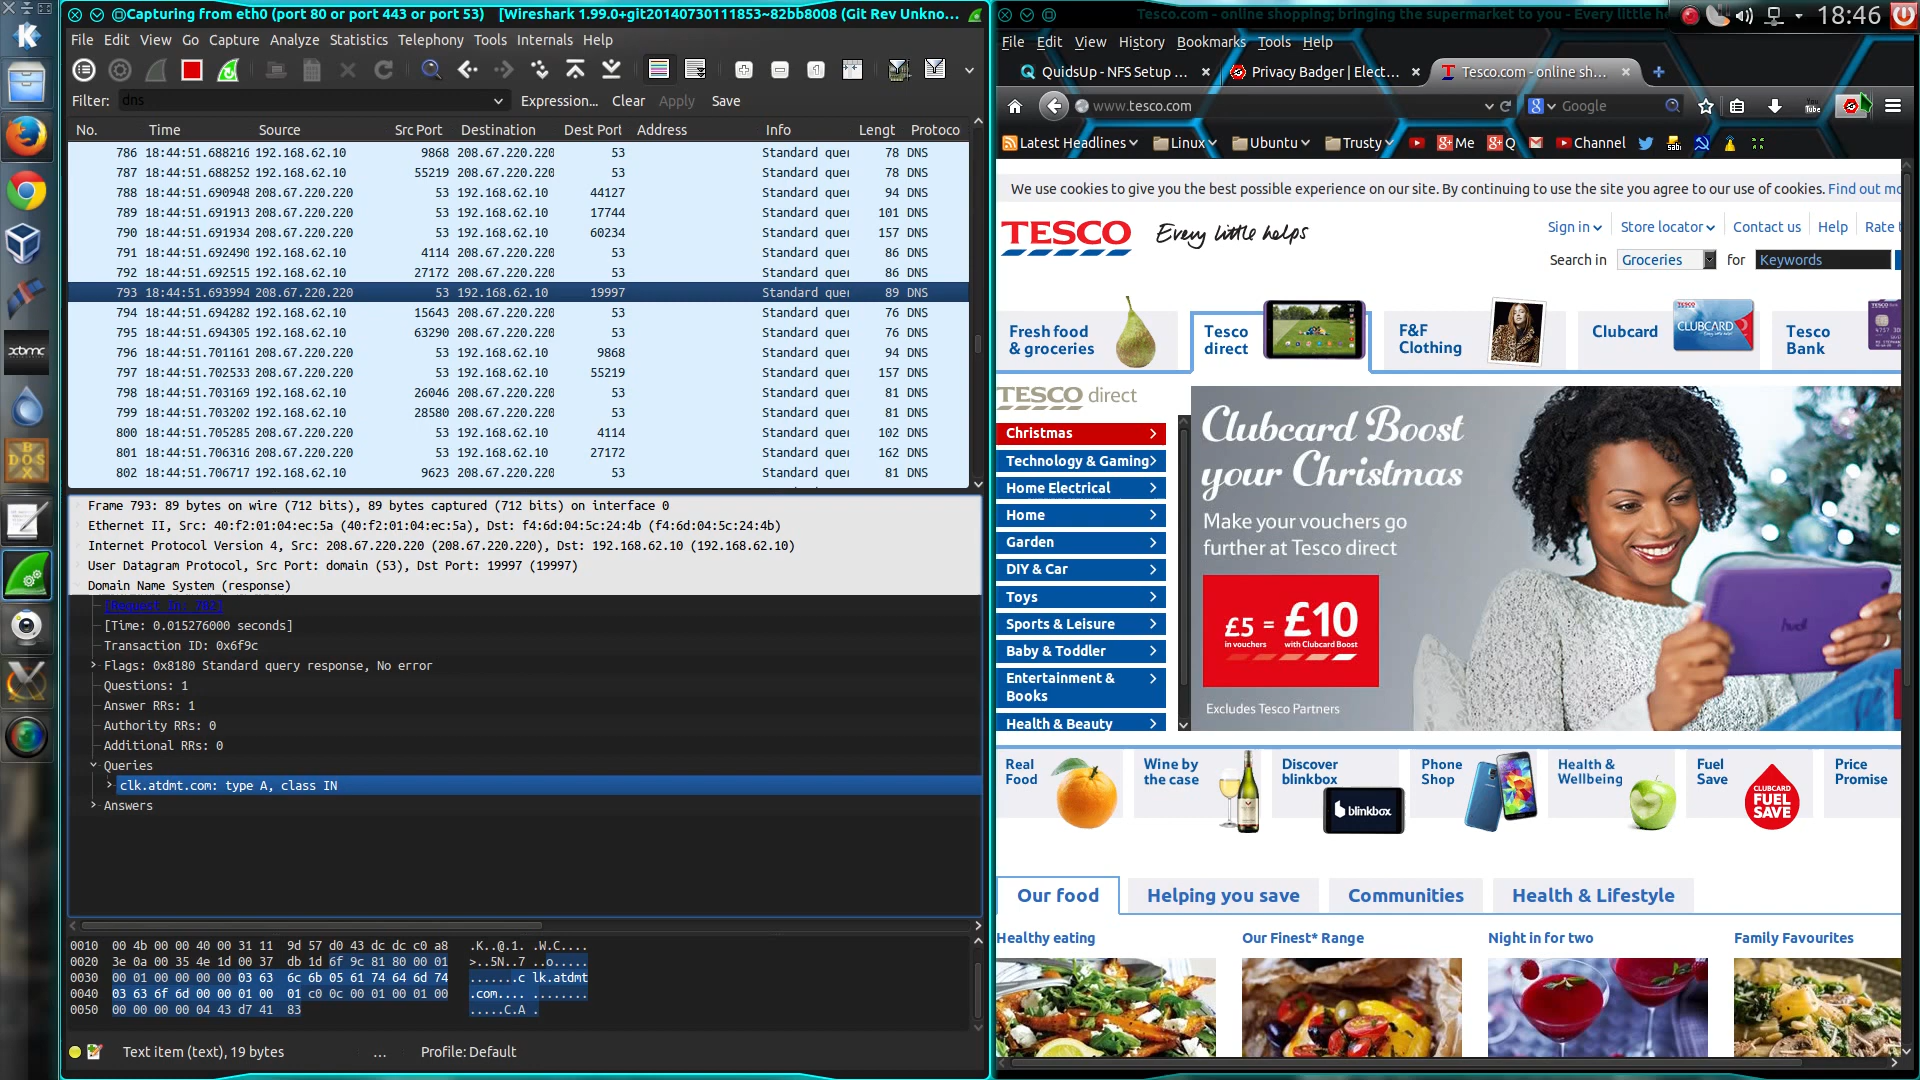 Capturing from eth0 (port 80 or port 443 or port 53) [Wireshark 1.99.0+git20140730111853~82bb8008 (Git Rev Unkno...
File Edit View Go Capture Analyze Statistics Telephony Tools Internals Help
Filter: dns Expression... Clear Apply Save
No. Time Source Src Port Destination Dest Port Address Info Lengt Protoco
786 18:44:51.688216 192.168.62.10 9868 208.67.220.220 53 Standard quer 78 DNS
787 18:44:51.688252 192.168.62.10 55219 208.67.220.220 53 Standard quer 78 DNS
788 18:44:51.690948 208.67.220.220 53 192.168.62.10 44127 Standard quer 94 DNS
789 18:44:51.691913 208.67.220.220 53 192.168.62.10 17744 Standard quer 101 DNS
790 18:44:51.691934 208.67.220.220 53 192.168.62.10 60234 Standard quer 157 DNS
791 18:44:51.692490 192.168.62.10 4114 208.67.220.220 53 Standard quer 86 DNS
792 18:44:51.692515 192.168.62.10 27172 208.67.220.220 53 Standard quer 86 DNS
793 18:44:51.693994 208.67.220.220 53 192.168.62.10 19997 Standard quer 89 DNS
794 18:44:51.694282 192.168.62.10 15643 208.67.220.220 53 Standard quer 76 DNS
795 18:44:51.694305 192.168.62.10 63290 208.67.220.220 53 Standard quer 76 DNS
796 18:44:51.701161 208.67.220.220 53 192.168.62.10 9868 Standard quer 94 DNS
797 18:44:51.702533 208.67.220.220 53 192.168.62.10 55219 Standard quer 157 DNS
798 18:44:51.703169 192.168.62.10 26046 208.67.220.220 53 Standard quer 81 DNS
799 18:44:51.703202 192.168.62.10 28580 208.67.220.220 53 Standard quer 81 DNS
800 18:44:51.705285 208.67.220.220 53 192.168.62.10 4114 Standard quer 102 DNS
801 18:44:51.706316 208.67.220.220 53 192.168.62.10 27172 Standard quer 162 DNS
802 18:44:51.706717 192.168.62.10 9623 208.67.220.220 53 Standard quer 81 DNS
Frame 793: 89 bytes on wire (712 bits), 89 bytes captured (712 bits) on interface 0
Ethernet II, Src: 40:f2:01:04:ec:5a (40:f2:01:04:ec:5a), Dst: f4:6d:04:5c:24:4b (f4:6d:04:5c:24:4b)
Internet Protocol Version 4, Src: 208.67.220.220 (208.67.220.220), Dst: 192.168.62.10 (192.168.62.10)
User Datagram Protocol, Src Port: domain (53), Dst Port: 19997 (19997)
Domain Name System (response)
[Request In: 782]
[Time: 0.015276000 seconds]
Transaction ID: 0x6f9c
Flags: 0x8180 Standard query response, No error
Questions: 1
Answer RRs: 1
Authority RRs: 0
Additional RRs: 0
Queries
clk.atdmt.com: type A, class IN
Answers
0010 00 4b 00 00 40 00 31 11 9d 57 d0 43 dc dc c0 a8 .K..@.1. .W.C....
0020 3e 0a 00 35 4e 1d 00 37 db 1d 6f 9c 81 80 00 01 >..5N..7 ..o.....
0030 00 01 00 00 00 00 03 63 6c 6b 05 61 74 64 6d 74 .......c lk.atdmt
0040 03 63 6f 6d 00 00 01 00 01 c0 0c 00 01 00 01 00 .com.... ........
0050 00 00 00 00 04 43 d7 41 83 .....C.A .
Text item (text), 19 bytes ... Profile: Default
xbmc
DOS
BOX
Tesco.com - online shopping; bringing the supermarket to you - Every little he
18:46
File Edit View History Bookmarks Tools Help
QuidsUp - NFS Setup ... Privacy Badger | Elect... Tesco.com - online sh...
www.tesco.com Google
Latest Headlines Linux Ubuntu Trusty Me Q Channel
We use cookies to give you the best possible experience on our site. By continuing to use the site you agree to our use of cookies. Find out mo
TESCO Every little helps
Sign in Store locator Contact us Help Rate t
Search in Groceries for Keywords
Fresh food & groceries
Tesco direct
F&F Clothing
Clubcard
CLUBCARD
Tesco Bank
TESCO direct
Christmas
Technology & Gaming
Home Electrical
Home
Garden
DIY & Car
Toys
Sports & Leisure
Baby & Toddler
Entertainment & Books
Health & Beauty
Clubcard Boost
your Christmas
Make your vouchers go
further at Tesco direct
£5 = £10
in vouchers with Clubcard Boost
Excludes Tesco Partners
hudl
Real Food
Wine by the case
Discover blinkbox
blinkbox
Phone Shop
Health & Wellbeing
Fuel Save
CLUBCARD FUEL SAVE
Price Promise
Our food Helping you save Communities Health & Lifestyle
Healthy eating Our Finest* Range Night in for two Family Favourites